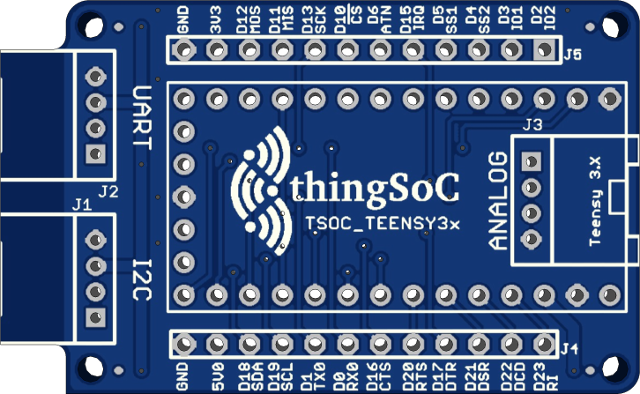 GND
3V3
D12 MOS
D11 MIS
D13 SCK
D10 CS
D6 ATN
D15 IRQ
D5 SS1
D4 SS2
D3 IO1
D2 IO2
J5
UART
J2
J3
ANALOG
Teensy 3.X
thingSoC
TSOC_TEENSY3x
J1
I2C
J4
GND
5V0
D18 SDA
D19 SCL
D1 TX0
D0 RX0
D16 CTS
D20 RTS
D17 DTR
D21 DSR
D22 DCD
D23 RI